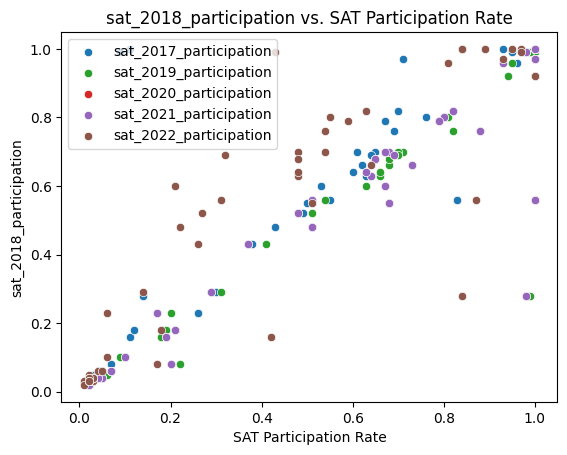 sat_2018_participation vs. SAT Participation Rate
sat_2017_participation
sat_2019_participation
sat_2020_participation
sat_2021_participation
sat_2022_participation
sat_2018_participation
1.0
0.8
0.6
0.4
0.2
0.0
0.0 0.2 0.4 0.6 0.8 1.0
SAT Participation Rate